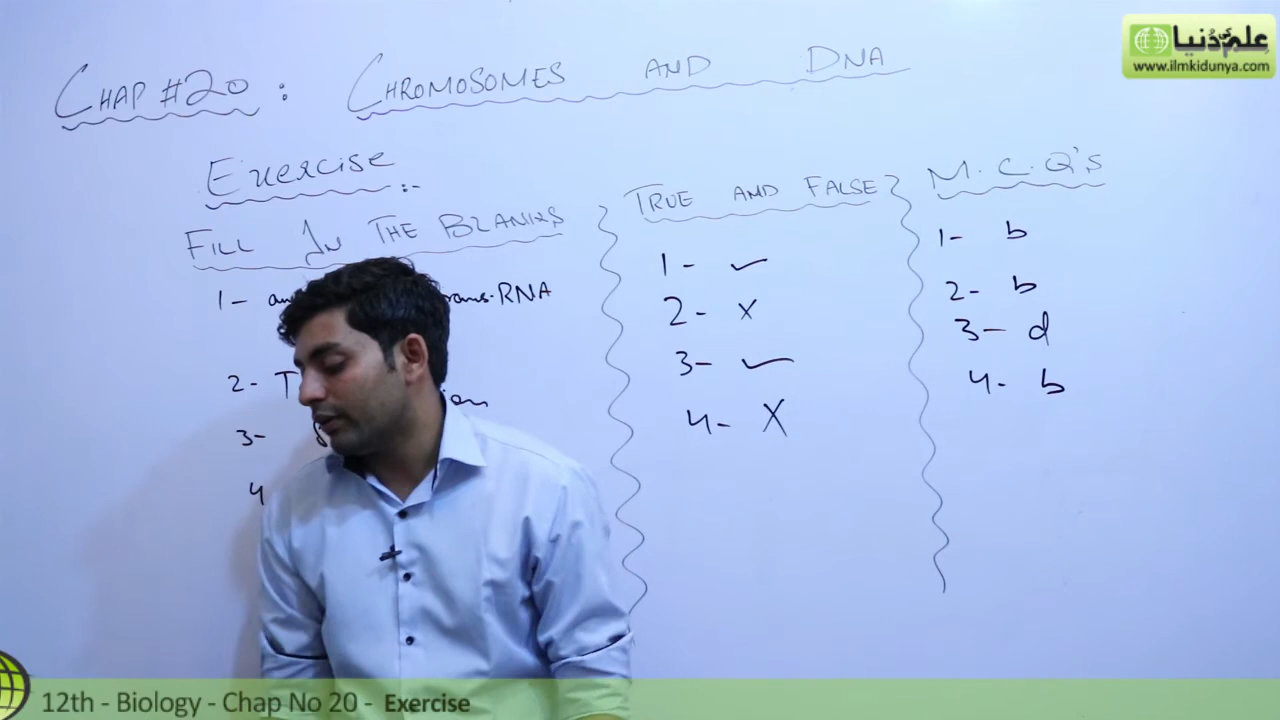 CHAP #20 : CHROMOSOMES AND DNA
علم کی دنیا
www.ilmkidunya.com
Exercise :-
FILL IN THE BLANKS
1- RNA
2- T
3-
4
TRUE AND FALSE
1- ✓
2- X
3- ✓
4- X
M.C.Q's
1- b
2- b
3- d
4- b
12th - Biology - Chap No 20 - Exercise